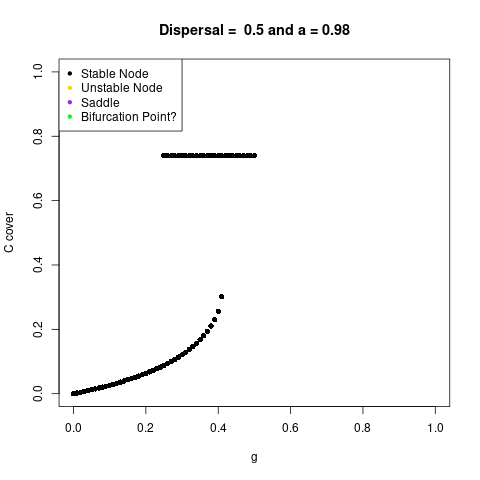 Dispersal =  0.5 and a = 0.98
Stable Node
Unstable Node
Saddle
Bifurcation Point?
C cover
1.0
0.8
0.6
0.4
0.2
0.0
0.0 0.2 0.4 0.6 0.8 1.0
g